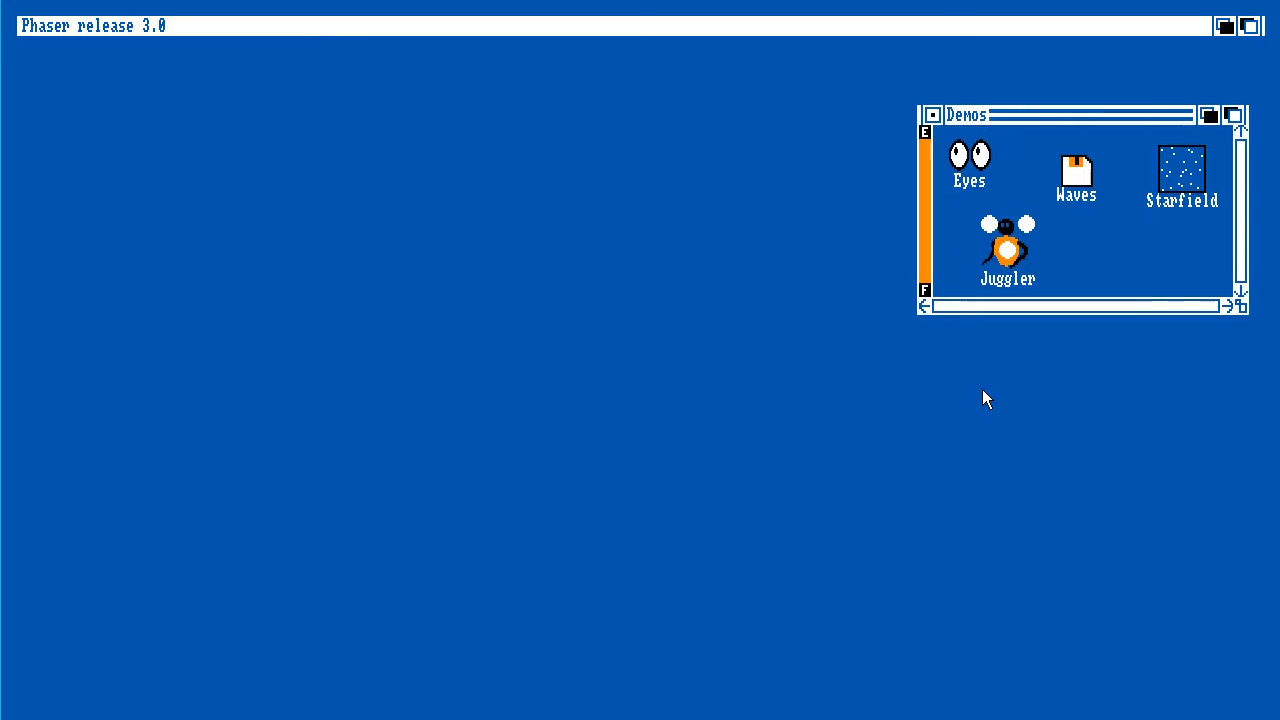 Phaser release 3.0
Demos
E
Eyes
Waves
Starfield
Juggler
F